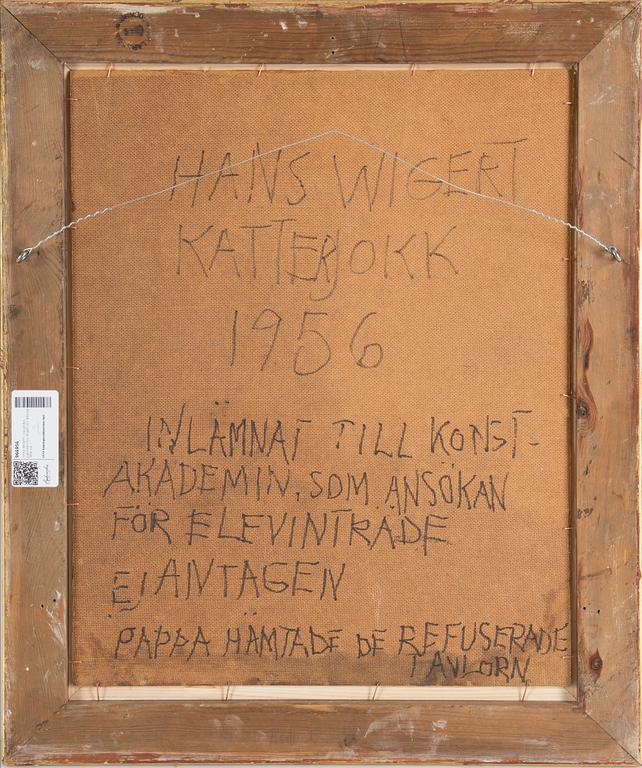 HANS WIGERT
KATTERJOKK
1956
INLÄMNAT TILL KONST-
AKADEMIN, SOM ANSÖKAN
FÖR ELEVINTRÄDE
EJ ANTAGEN
PAPPA HÄMTADE DE REFUSERADE
TAVLORN